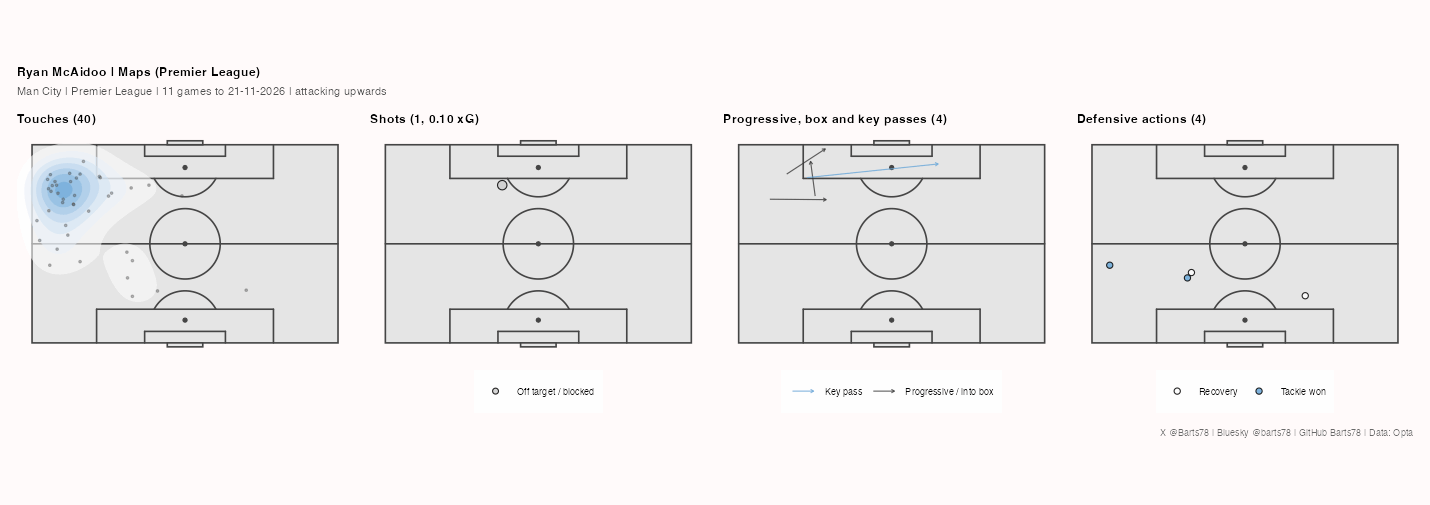 Ryan McAidoo | Maps (Premier League)
Man City | Premier League | 11 games to 21-11-2026 | attacking upwards
Touches (40)
Shots (1, 0.10 xG)
Progressive, box and key passes (4)
Defensive actions (4)
Off target / blocked
Key pass
Progressive / into box
Recovery
Tackle won
X @Barts78 | Bluesky @barts78 | GitHub Barts78 | Data: Opta